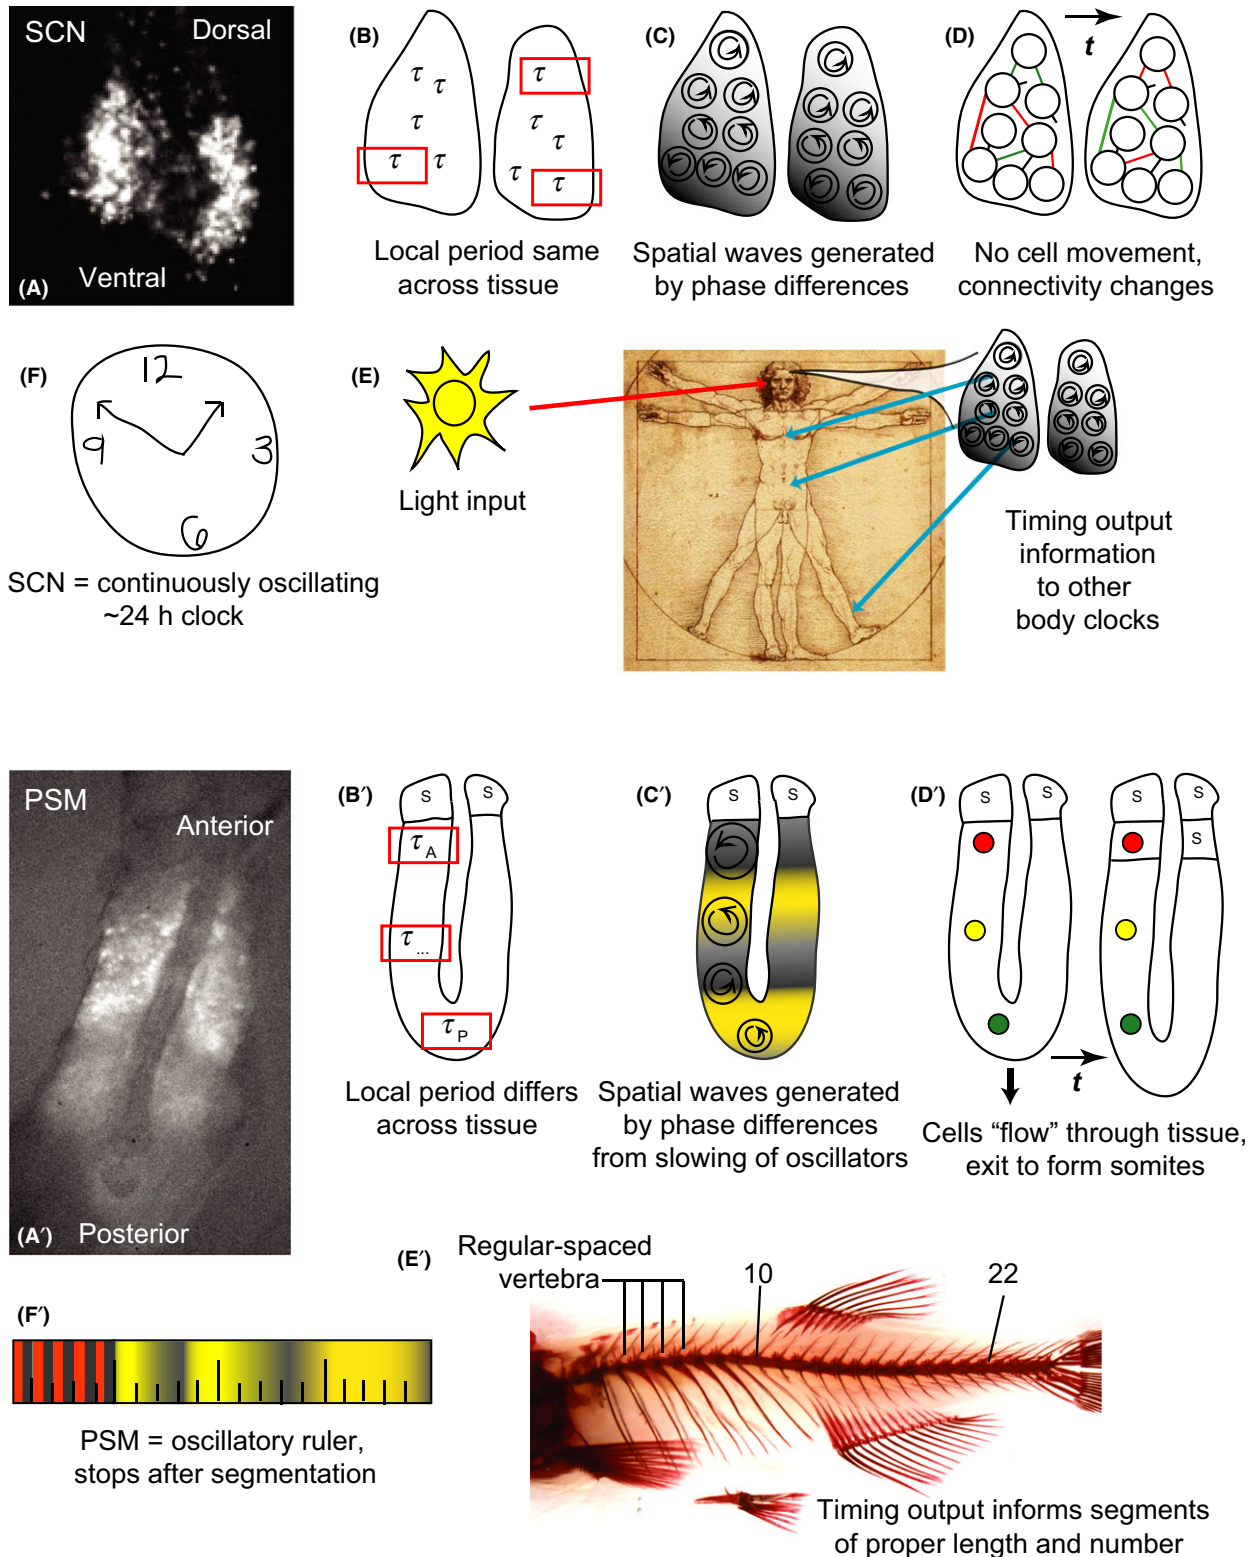 SCN
Dorsal
Ventral
(A)
(B)
τ
τ
τ
τ
τ
τ
τ
τ
τ
τ
Local period same
across tissue
(C)
Spatial waves generated
by phase differences
(D)
t
No cell movement,
connectivity changes
(F)
12
9
3
6
SCN = continuously oscillating
~24 h clock
(E)
Light input
Timing output
information
to other
body clocks
PSM
Anterior
(A′)
Posterior
(B′)
S
S
τA
τ...
τP
Local period differs
across tissue
(C′)
S
S
Spatial waves generated
by phase differences
from slowing of oscillators
(D′)
S
S
S
S
S
t
Cells “flow” through tissue,
exit to form somites
(E′)
Regular-spaced
vertebra
10
22
Timing output informs segments
of proper length and number
(F′)
PSM = oscillatory ruler,
stops after segmentation